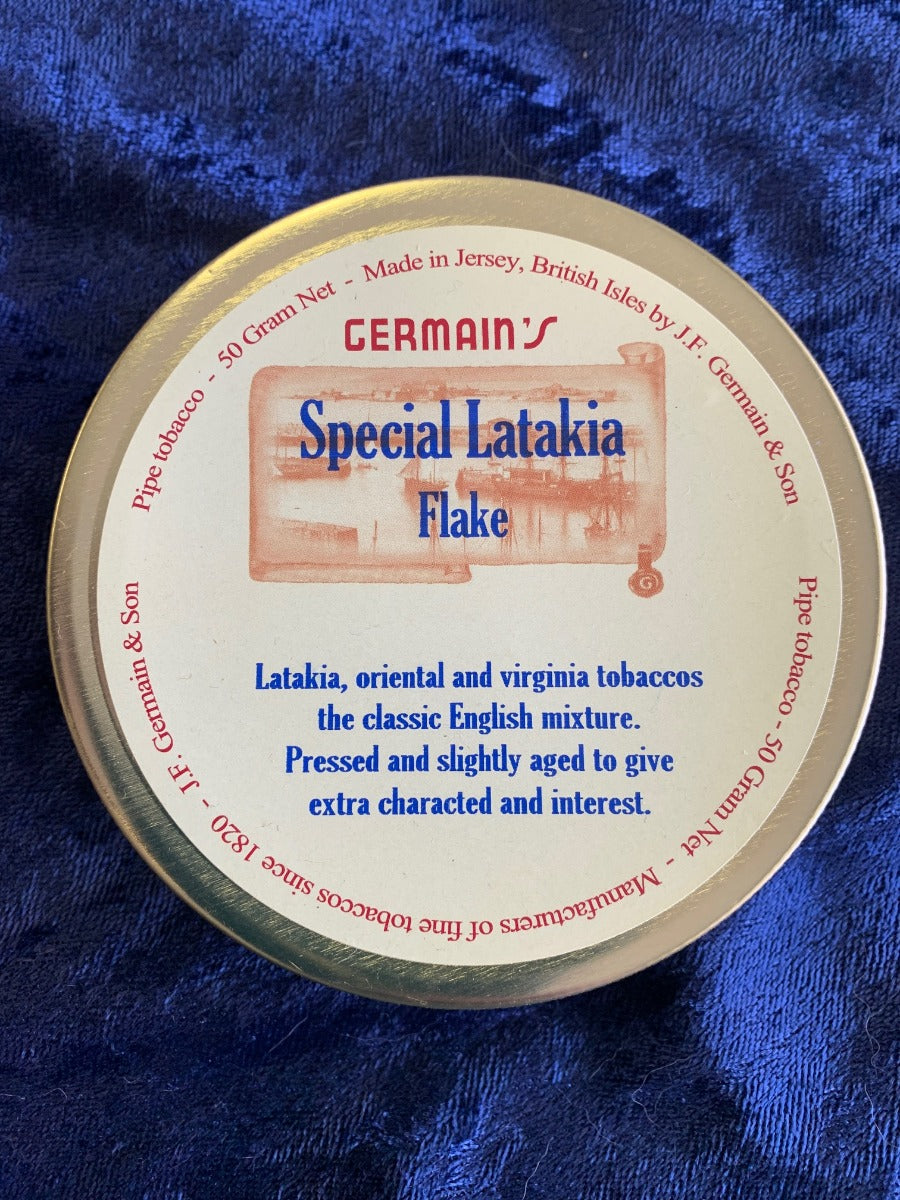 Pipe tobacco - 50 Gram Net - Made in Jersey, British Isles by J.F. Germain & Son
GERMAIN'S
Special Latakia
Flake
G
Latakia, oriental and virginia tobaccos
the classic English mixture.
Pressed and slightly aged to give
extra characted and interest.
Pipe tobacco - 50 Gram Net - Manufacturers of fine tobaccos since 1820 - J.F. Germain & Son